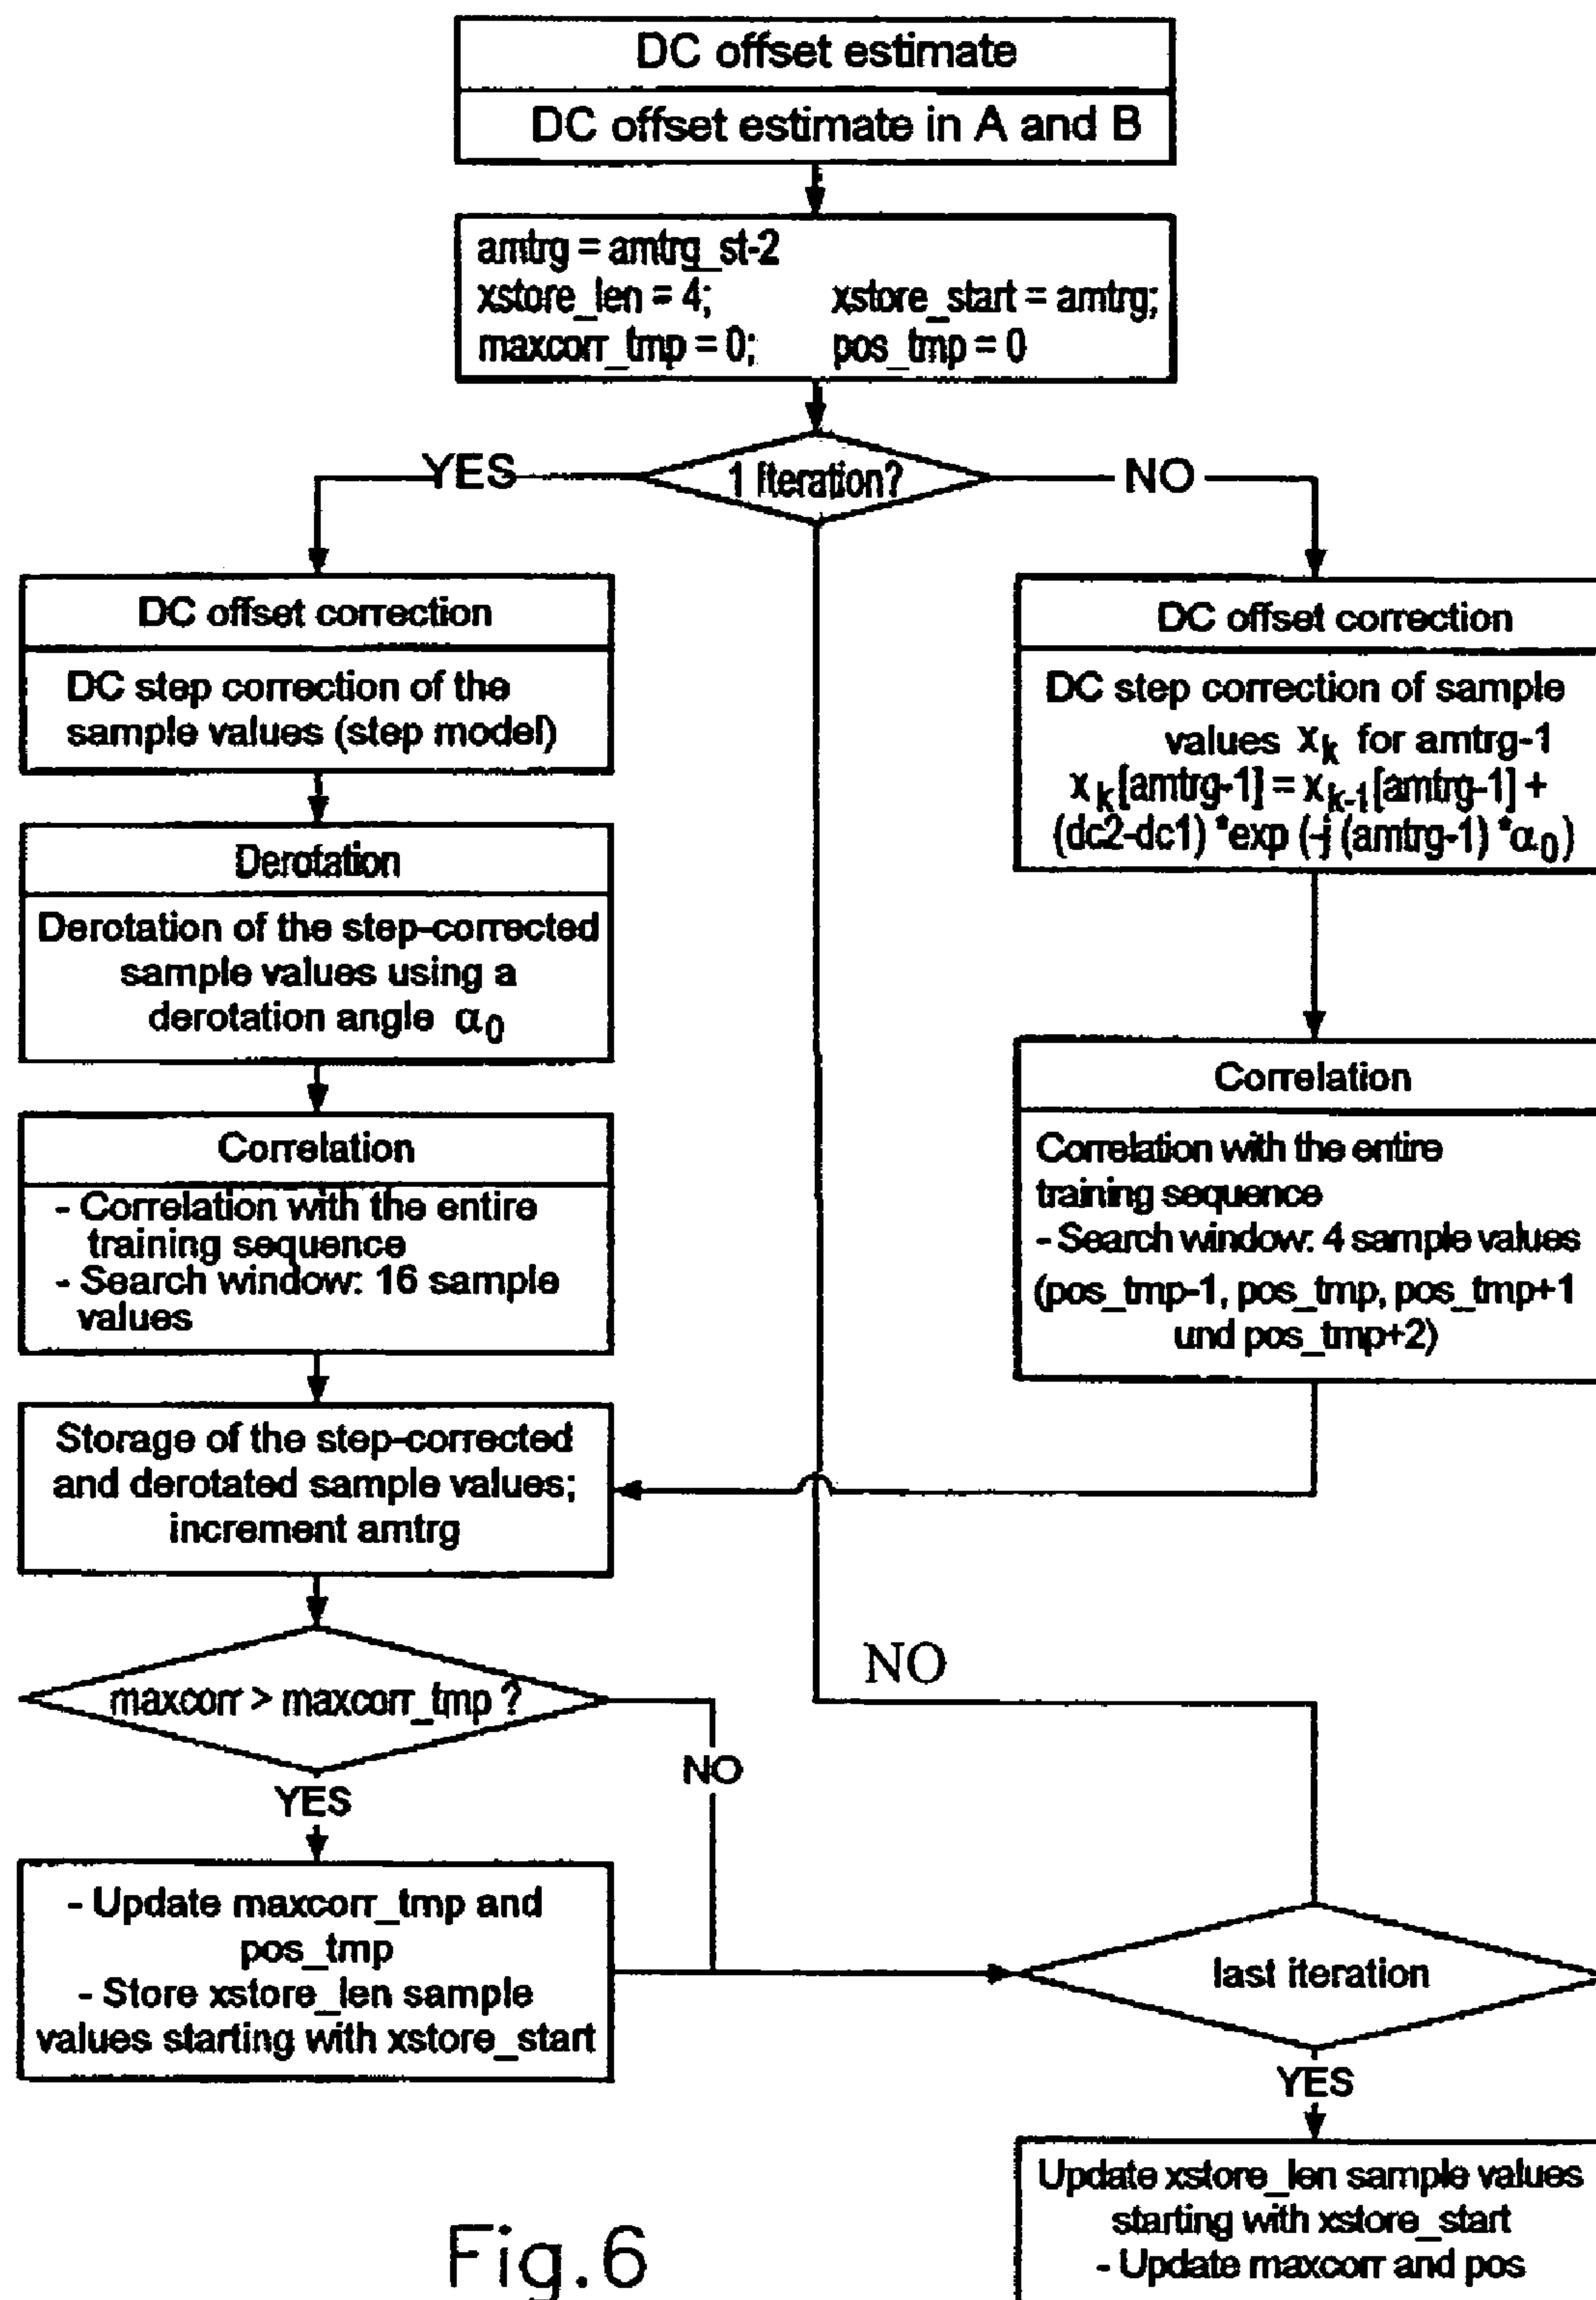 DC offset estimate
DC offset estimate in A and B
amtrg = amtrg_st-2
xstore_len = 4; xstore_start = amtrg;
maxcorr_tmp = 0; pos_tmp = 0
1 Iteration?
YES
NO
DC offset correction
DC step correction of the
sample values (step model)
Derotation
Derotation of the step-corrected
sample values using a
derotation angle α₀
Correlation
- Correlation with the entire
training sequence
- Search window: 16 sample
values
DC offset correction
DC step correction of sample
values xₖ for amtrg-1
xₖ[amtrg-1] = xₖ₋₁[amtrg-1] +
(dc2-dc1) *exp (-j (amtrg-1) *α₀)
Correlation
Correlation with the entire
training sequence
- Search window: 4 sample values
(pos_tmp-1, pos_tmp, pos_tmp+1
und pos_tmp+2)
Storage of the step-corrected
and derotated sample values;
increment amtrg
maxcorr > maxcorr_tmp ?
NO
YES
NO
- Update maxcorr_tmp and
pos_tmp
- Store xstore_len sample
values starting with xstore_start
last iteration
YES
Update xstore_len sample values
starting with xstore_start
- Update maxcorr and pos
Fig.6